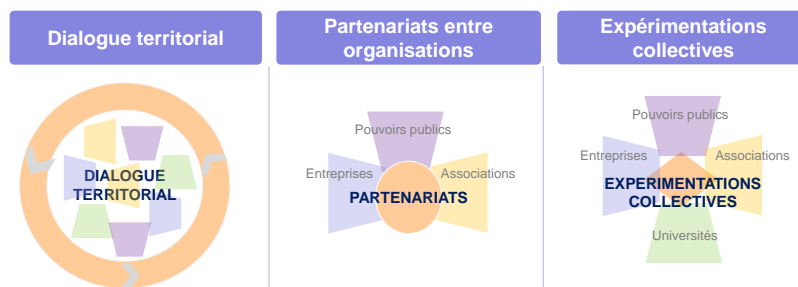 Dialogue territorial
Partenariats entre
organisations
Expérimentations
collectives
DIALOGUE
TERRITORIAL
Pouvoirs publics
Entreprises
Associations
PARTENARIATS
Pouvoirs publics
Entreprises
Associations
EXPERIMENTATIONS
COLLECTIVES
Universités